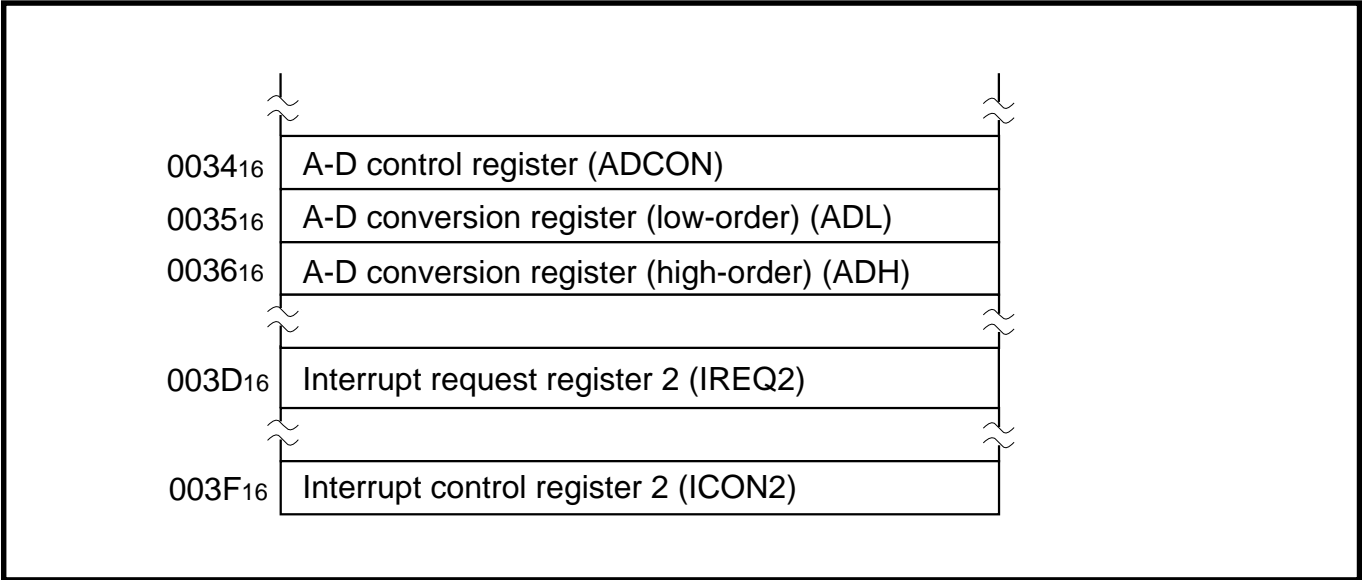 0034₁₆ A-D control register (ADCON)
0035₁₆ A-D conversion register (low-order) (ADL)
0036₁₆ A-D conversion register (high-order) (ADH)
003D₁₆ Interrupt request register 2 (IREQ2)
003F₁₆ Interrupt control register 2 (ICON2)